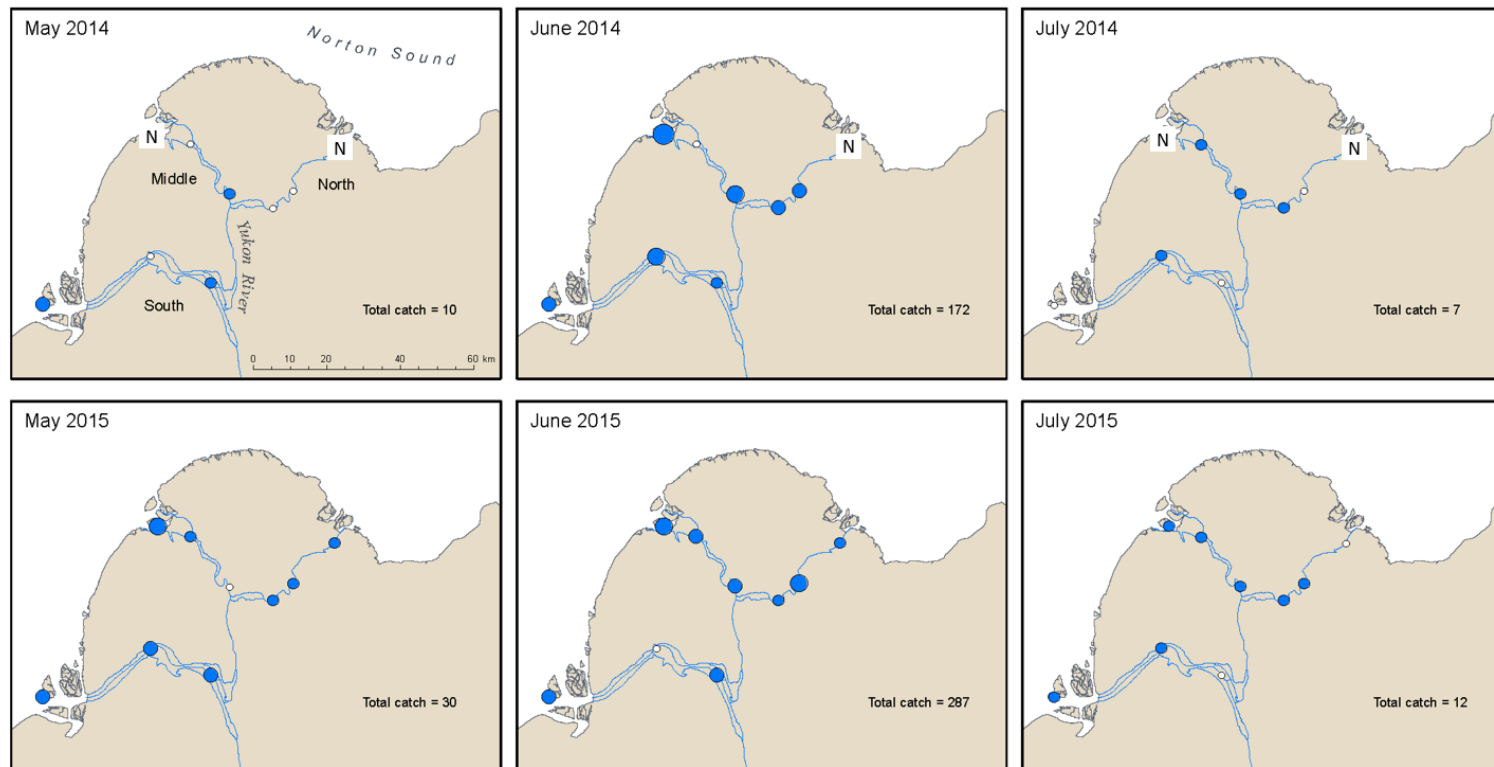 May 2014
Norton Sound
N
N
Middle
North
Yukon River
South
Total catch = 10
0 10 20 40 60 km
June 2014
N
Total catch = 172
July 2014
N
N
Total catch = 7
May 2015
Total catch = 30
June 2015
Total catch = 287
July 2015
Total catch = 12